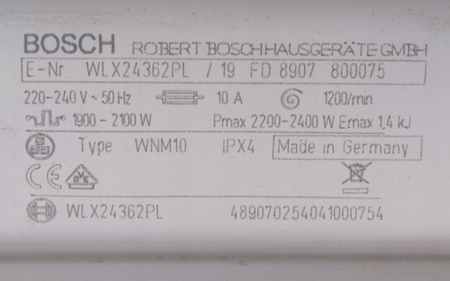 BOSCH ROBERT BOSCH HAUSGERÄTE GMBH
E-Nr. WLX24362PL / 19 FD 8907 800075
220-240 V ~ 50 Hz 10 A 1200/min
1900 - 2100 W Pmax 2200-2400 W Emax 1,4 kJ
Type WNM10 IPX4 Made in Germany
CE
WLX24362PL 489070254041000754